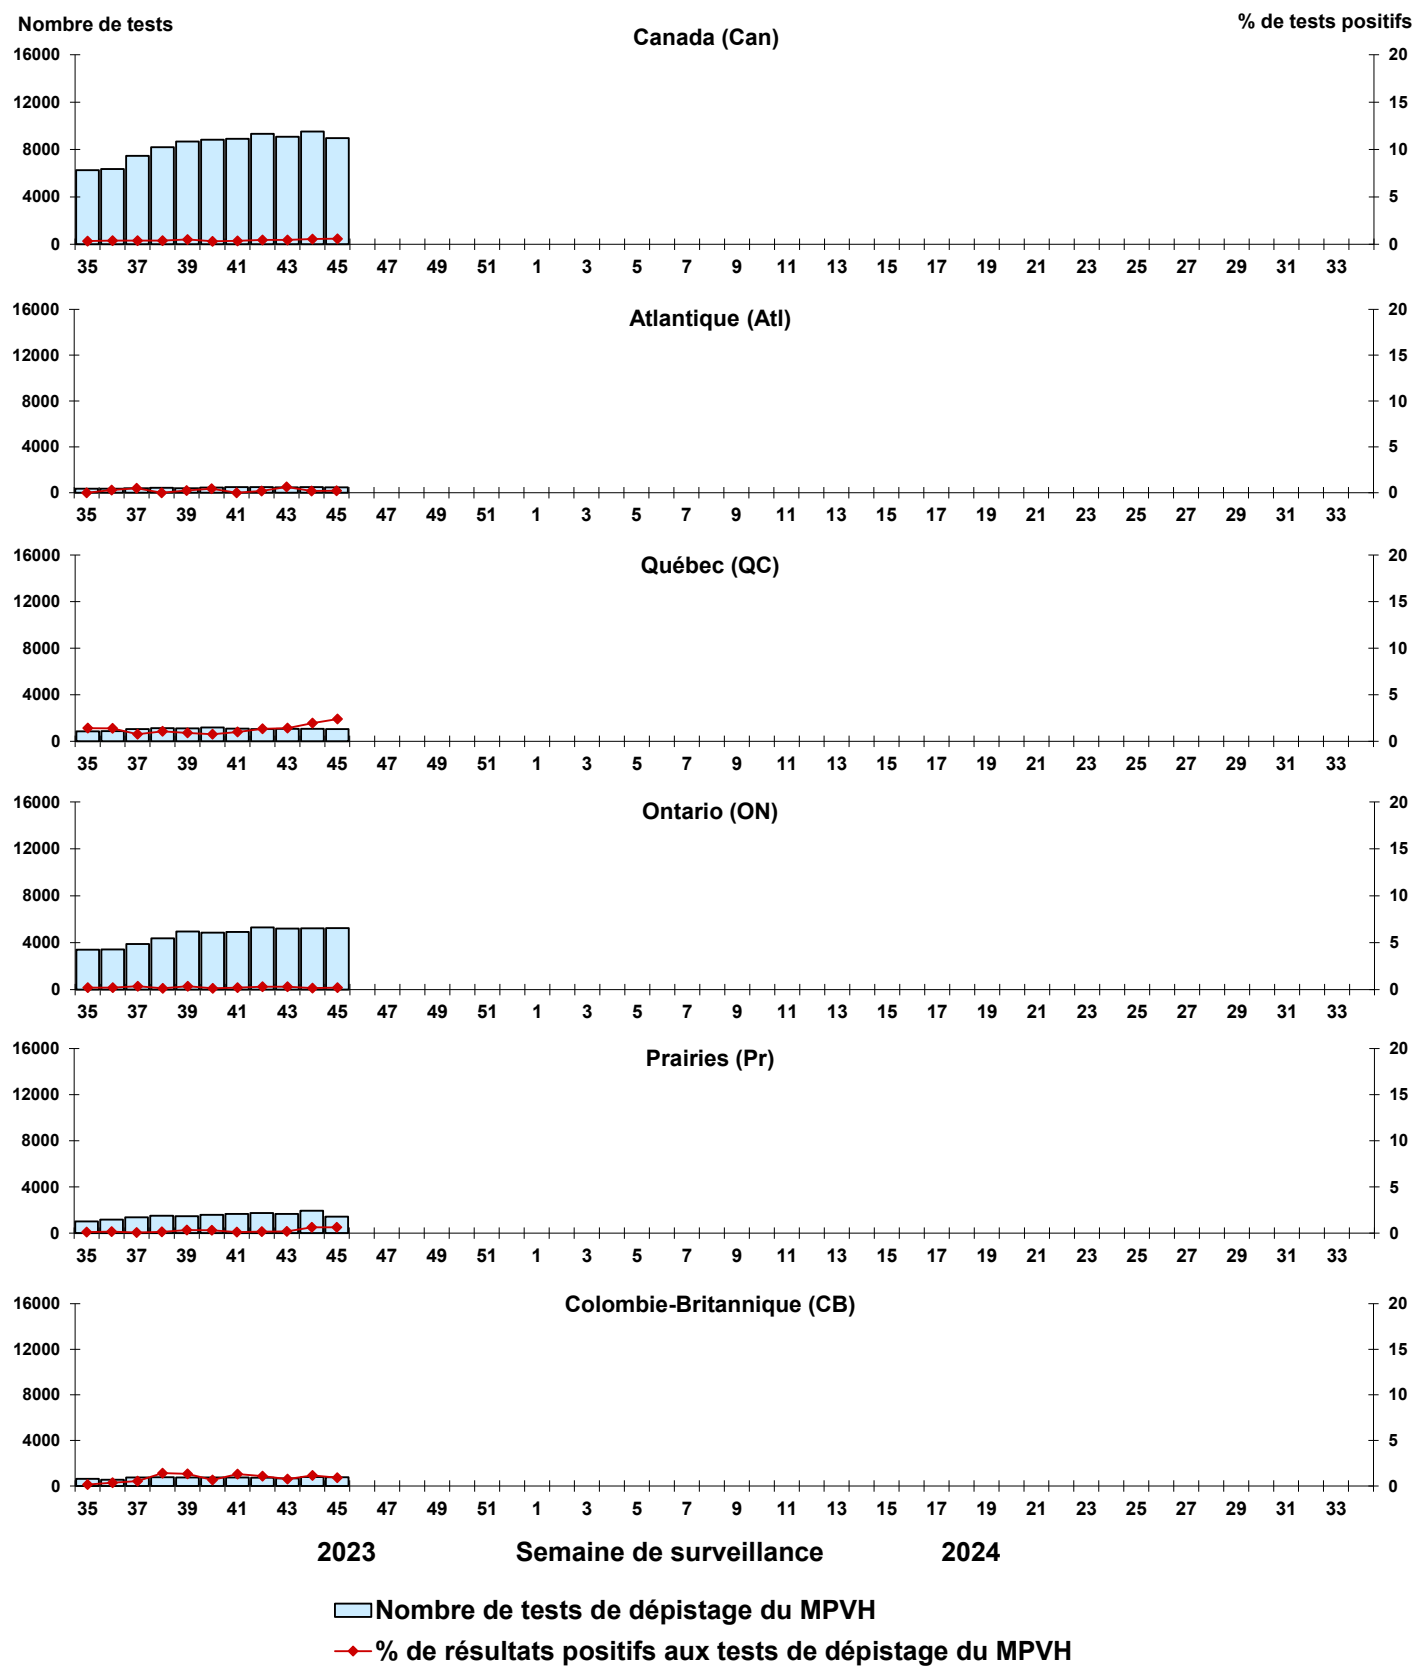 Nombre de tests
% de tests positifs
Canada (Can)
16000 20
12000 15
8000 10
4000 5
0 0
35 37 39 41 43 45 47 49 51 1 3 5 7 9 11 13 15 17 19 21 23 25 27 29 31 33
Atlantique (Atl)
16000 20
12000 15
8000 10
4000 5
0 0
35 37 39 41 43 45 47 49 51 1 3 5 7 9 11 13 15 17 19 21 23 25 27 29 31 33
Québec (QC)
16000 20
12000 15
8000 10
4000 5
0 0
35 37 39 41 43 45 47 49 51 1 3 5 7 9 11 13 15 17 19 21 23 25 27 29 31 33
Ontario (ON)
16000 20
12000 15
8000 10
4000 5
0 0
35 37 39 41 43 45 47 49 51 1 3 5 7 9 11 13 15 17 19 21 23 25 27 29 31 33
Prairies (Pr)
16000 20
12000 15
8000 10
4000 5
0 0
35 37 39 41 43 45 47 49 51 1 3 5 7 9 11 13 15 17 19 21 23 25 27 29 31 33
Colombie-Britannique (CB)
16000 20
12000 15
8000 10
4000 5
0 0
35 37 39 41 43 45 47 49 51 1 3 5 7 9 11 13 15 17 19 21 23 25 27 29 31 33
2023 Semaine de surveillance 2024
Nombre de tests de dépistage du MPVH
% de résultats positifs aux tests de dépistage du MPVH